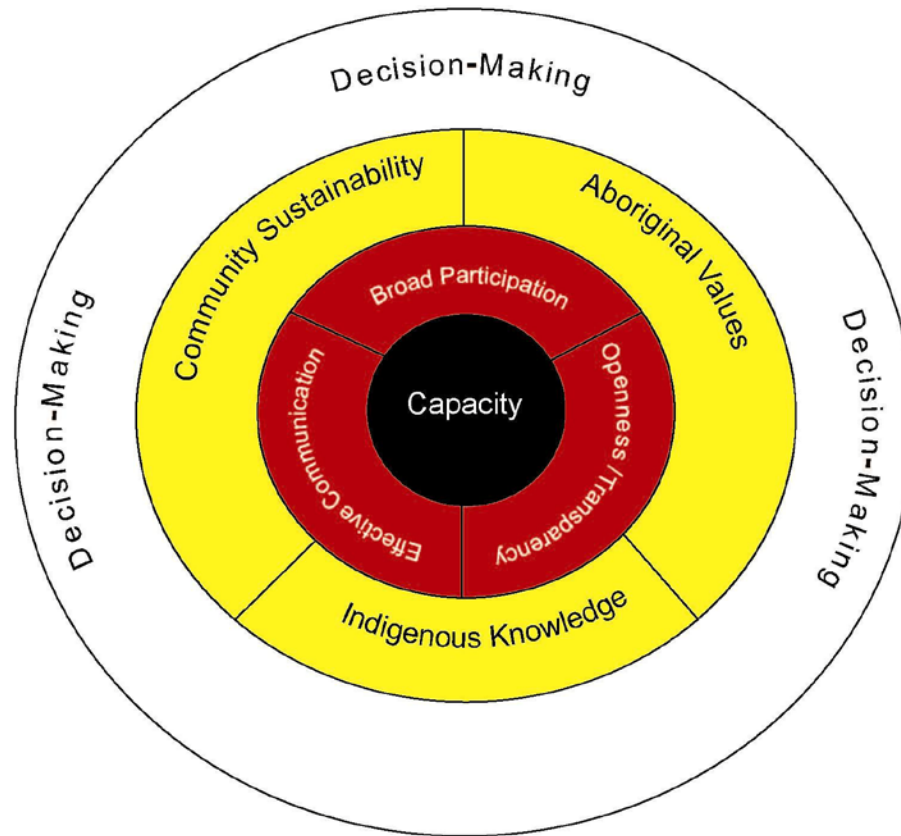 Decision-Making
Decision-Making
Decision-Making
Community Sustainability
Aboriginal Values
Indigenous Knowledge
Broad Participation
Effective Communication
Openness/Transparency
Capacity